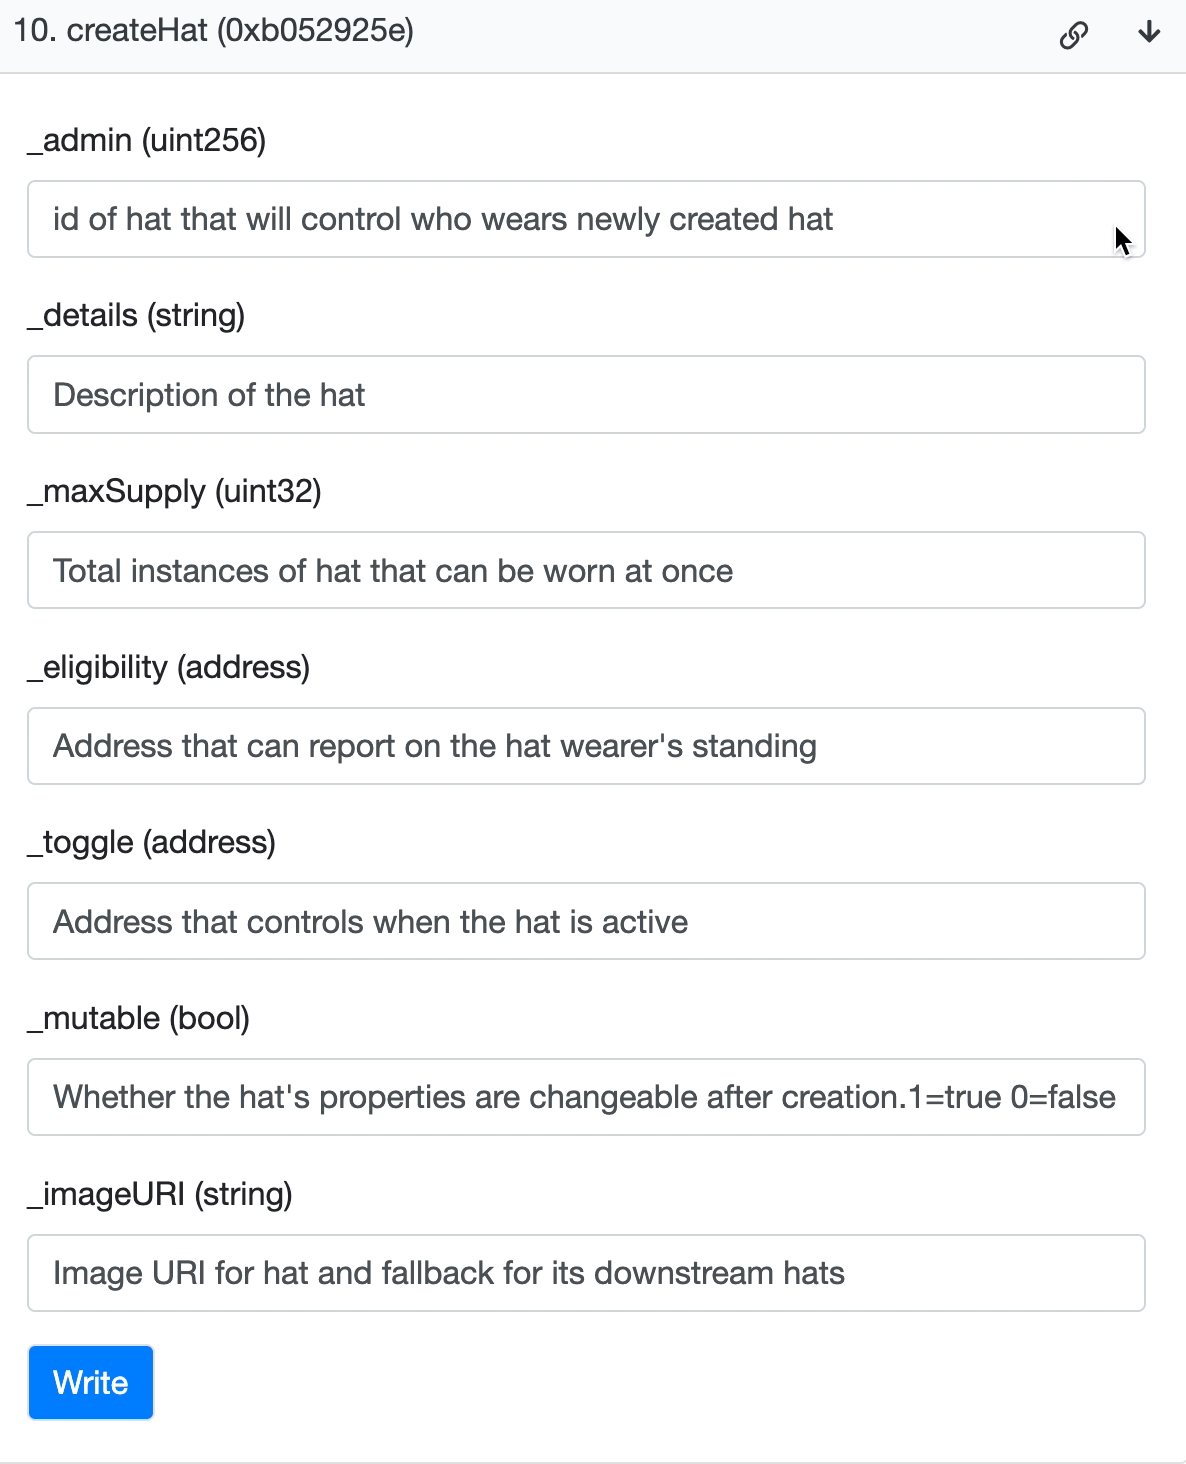 10. createHat (0xb052925e)
_admin (uint256)
id of hat that will control who wears newly created hat
_details (string)
Description of the hat
_maxSupply (uint32)
Total instances of hat that can be worn at once
_eligibility (address)
Address that can report on the hat wearer's standing
_toggle (address)
Address that controls when the hat is active
_mutable (bool)
Whether the hat's properties are changeable after creation.1=true 0=false
_imageURI (string)
Image URI for hat and fallback for its downstream hats
Write